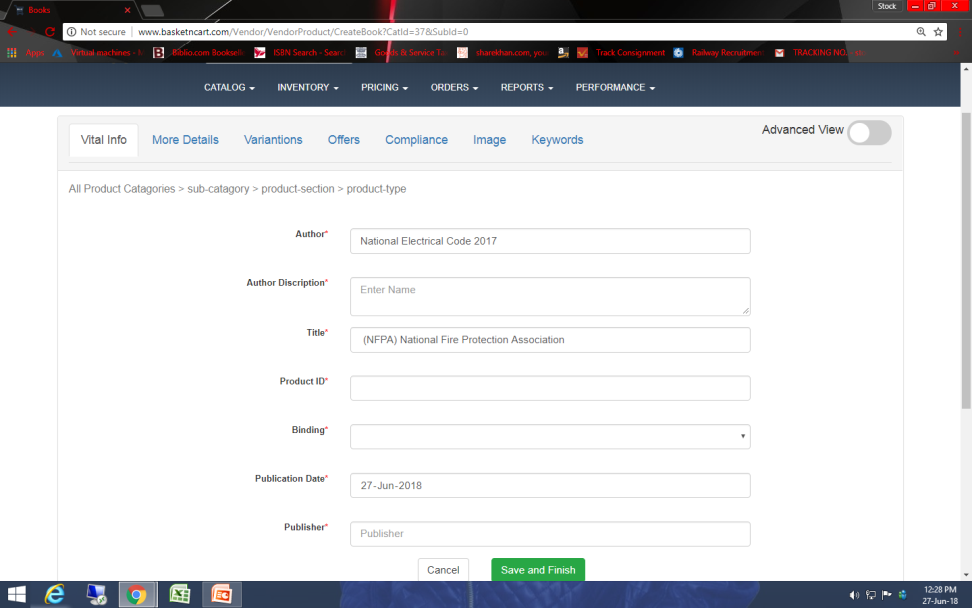 Books
Stock
Not secure | www.basketncart.com/Vendor/VendorProduct/CreateBook?CatId=37&SubId=0
Apps Virtual machines - M Biblio.com Booksell ISBN Search - Search Goods & Service Ta sharekhan.com, you a Track Consignment Railway Recruitmen TRACKING NO.
CATALOG INVENTORY PRICING ORDERS REPORTS PERFORMANCE
Vital Info More Details Variantions Offers Compliance Image Keywords Advanced View
All Product Catagories > sub-catagory > product-section > product-type
Author* National Electrical Code 2017
Author Discription* Enter Name
Title* (NFPA) National Fire Protection Association
Product ID*
Binding*
Publication Date* 27-Jun-2018
Publisher* Publisher
Cancel Save and Finish
12:28 PM
27-Jun-18